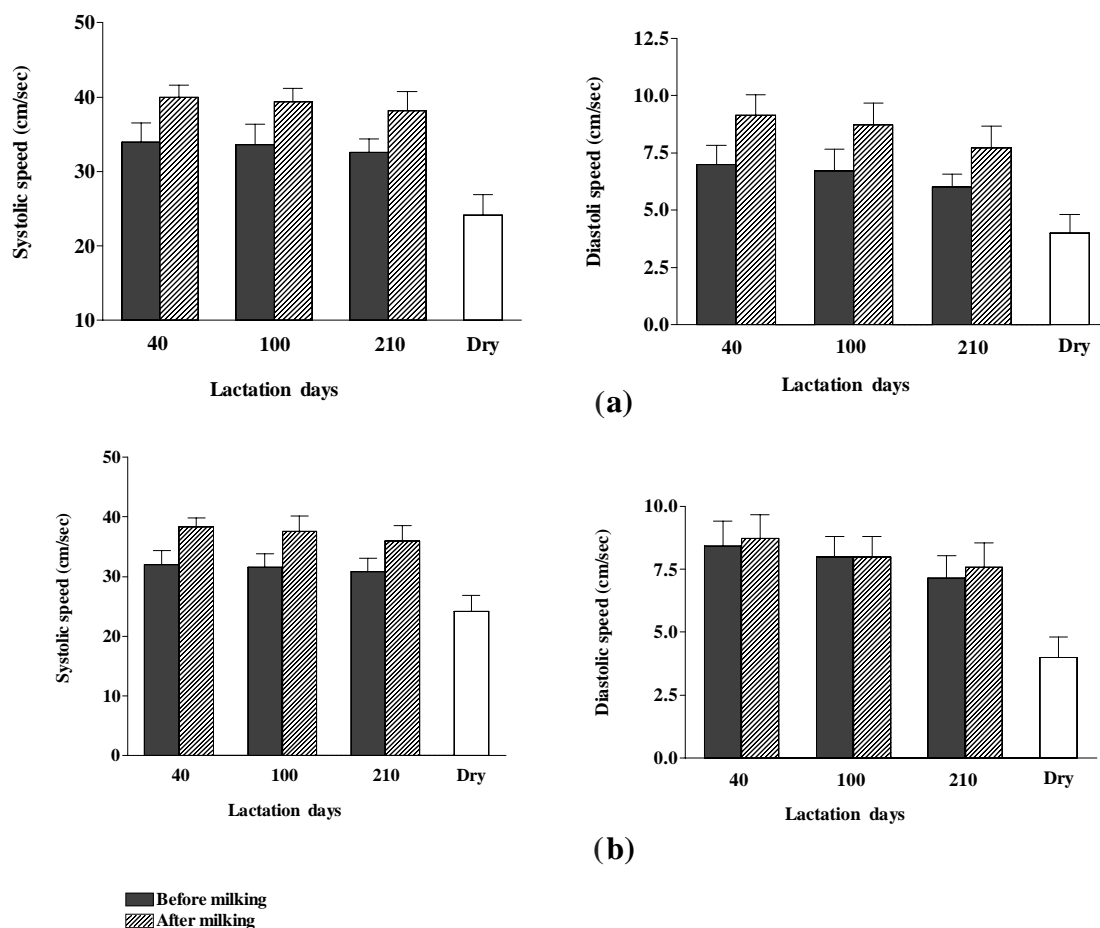 Systolic speed (cm/sec)
50
40
30
20
10
40 100 210 Dry
Lactation days
Diastoli speed (cm/sec)
12.5
10.0
7.5
5.0
2.5
0.0
40 100 210 Dry
Lactation days
(a)
Systolic speed (cm/sec)
50
40
30
20
10
0
40 100 210 Dry
Lactation days
Diastolic speed (cm/sec)
10.0
7.5
5.0
2.5
0.0
40 100 210 Dry
Lactation days
(b)
Before milking
After milking